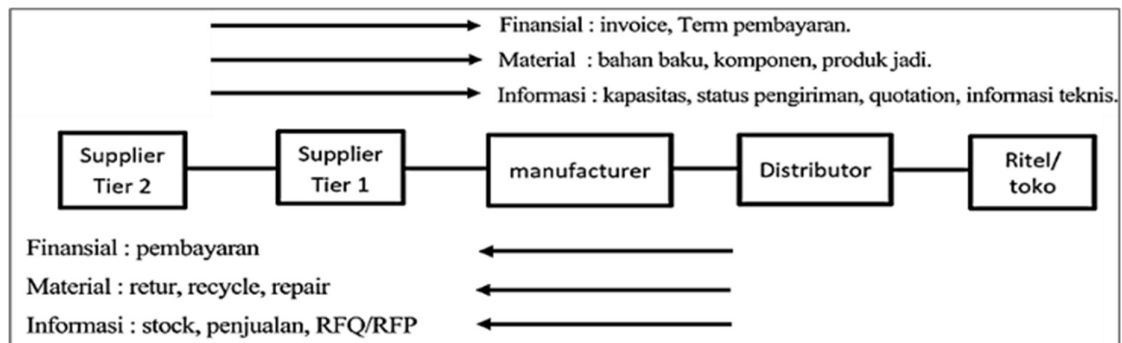 Finansial : invoice, Term pembayaran.
Material : bahan baku, komponen, produk jadi.
Informasi : kapasitas, status pengiriman, quotation, informasi teknis.
Supplier
Tier 2
Supplier
Tier 1
manufacturer
Distributor
Ritel/
toko
Finansial : pembayaran
Material : retur, recycle, repair
Informasi : stock, penjualan, RFQ/RFP